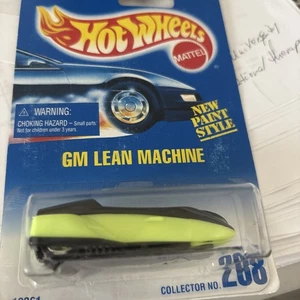 HOT WHEELS
MATTEL
WARNING:
CHOKING HAZARD – Small parts.
Not for children under 3 years.
NEW
PAINT
STYLE
GM LEAN MACHINE
COLLECTOR NO. 268